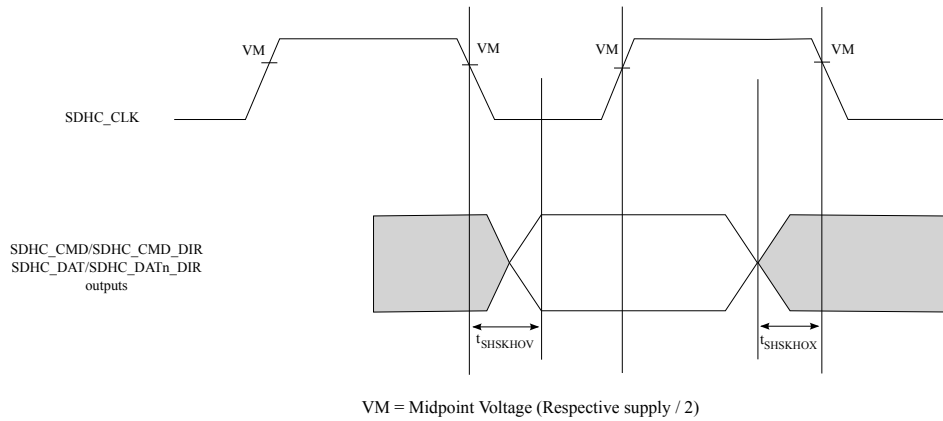 VM
VM
VM
VM
SDHC_CLK
SDHC_CMD/SDHC_CMD_DIR
SDHC_DAT/SDHC_DATn_DIR
outputs
tSHSKHOV
tSHSKHOX
VM = Midpoint Voltage (Respective supply / 2)